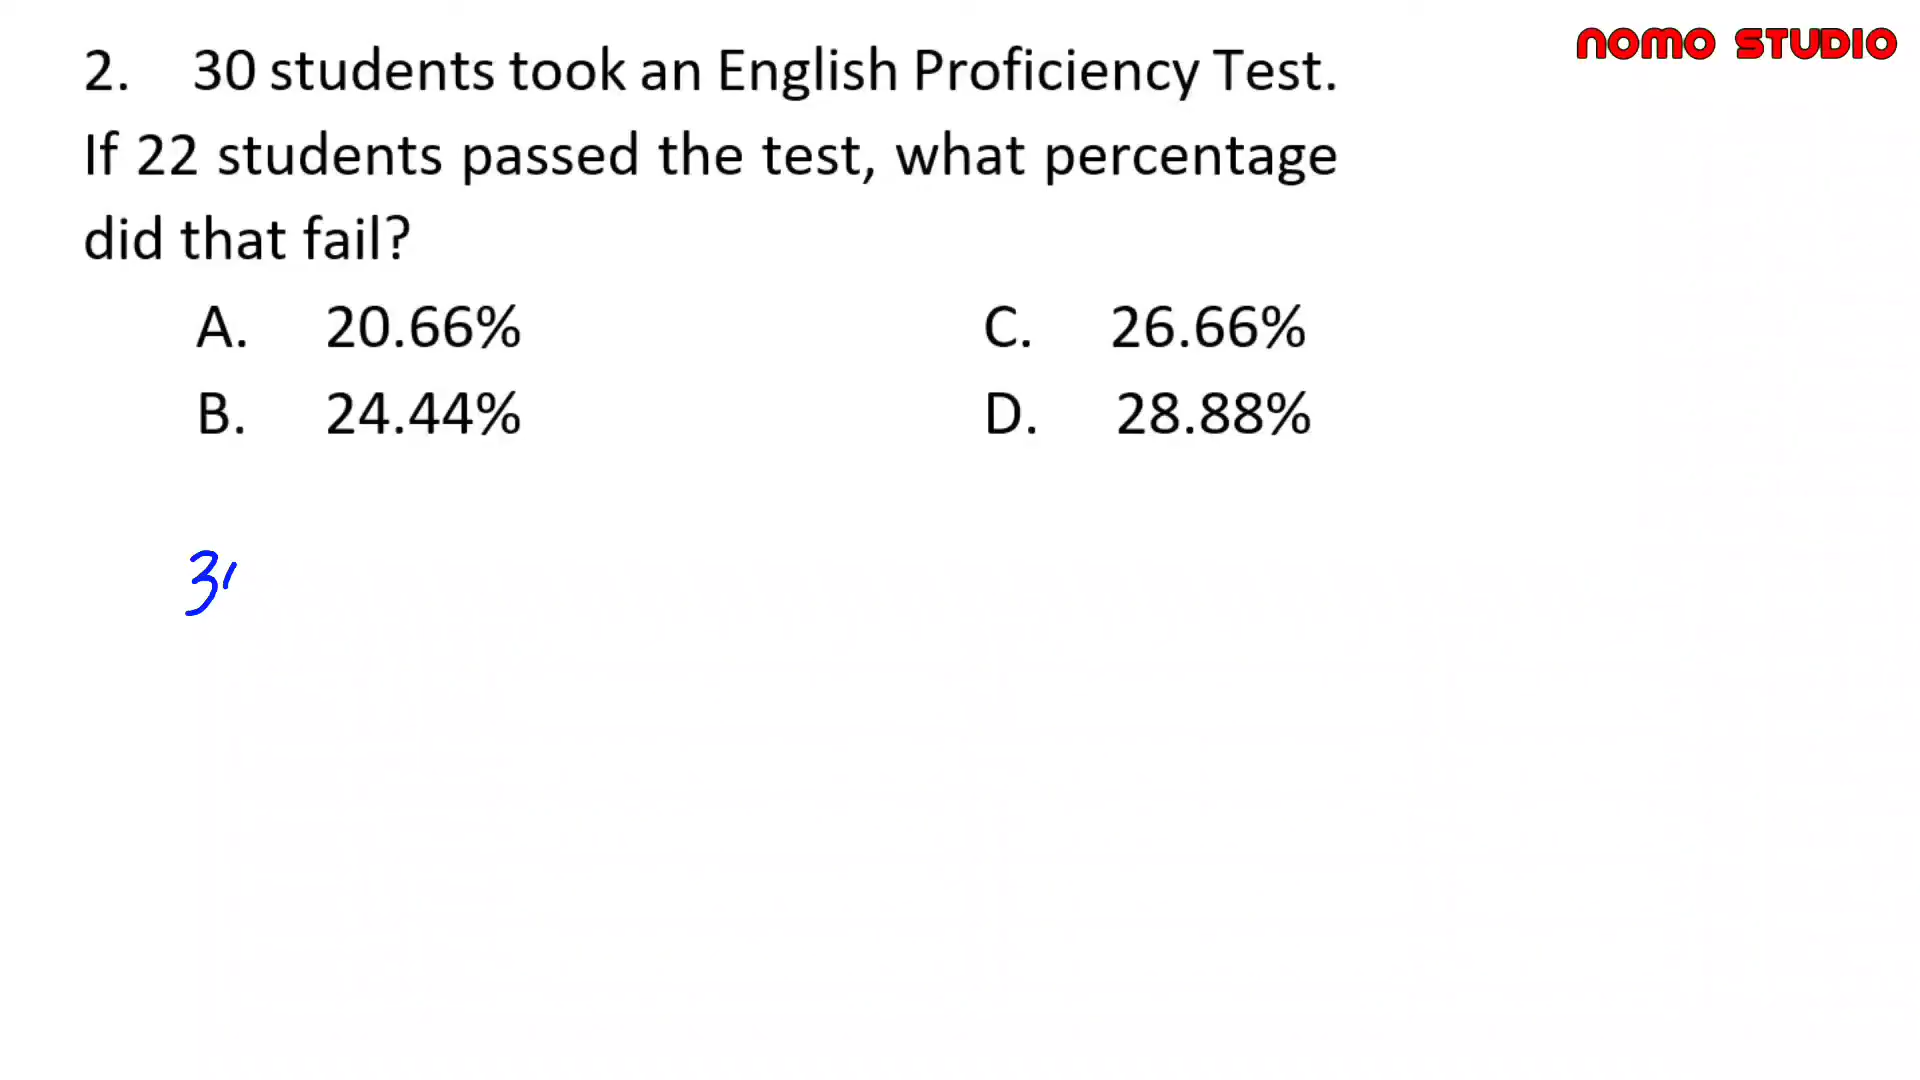 NOMO STUDIO
2. 30 students took an English Proficiency Test.
If 22 students passed the test, what percentage
did that fail?
A. 20.66% C. 26.66%
B. 24.44% D. 28.88%
3